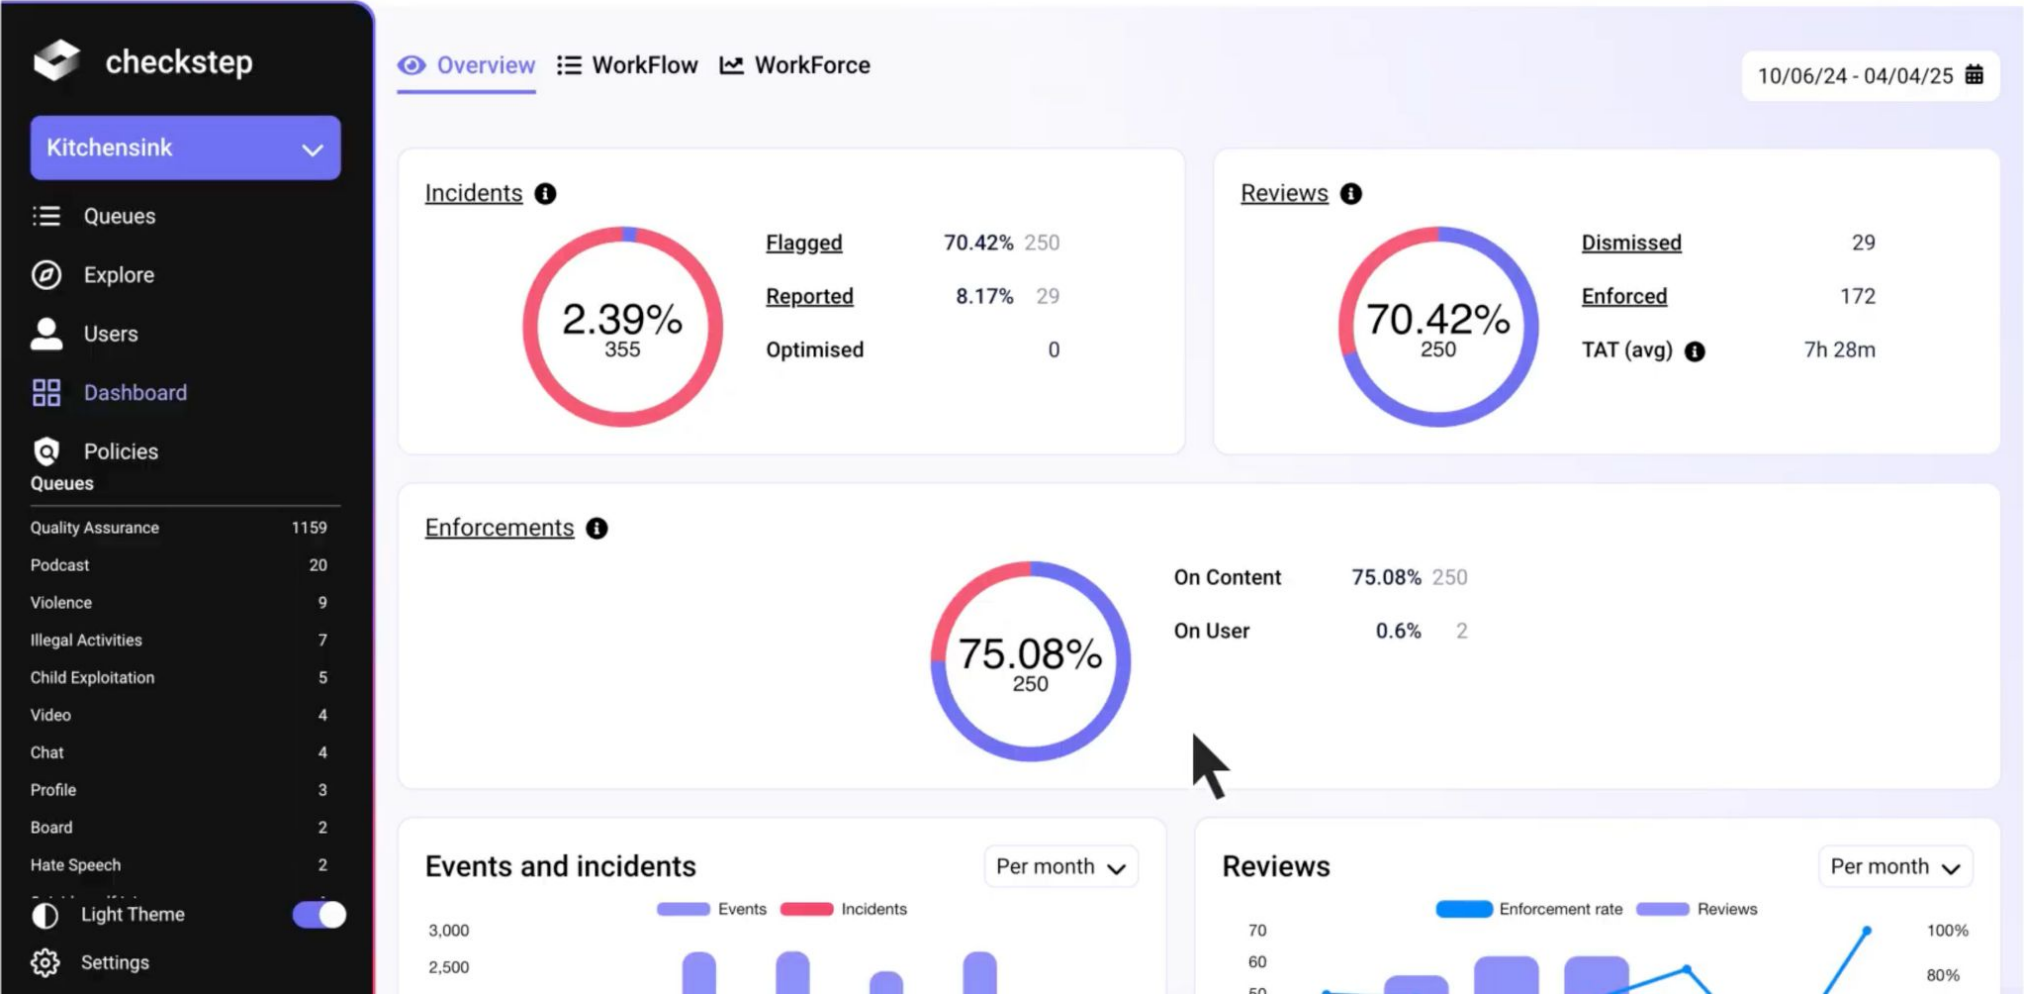 checkstep
Kitchensink
Queues
Explore
Users
Dashboard
Policies
Queues
Quality Assurance 1159
Podcast 20
Violence 9
Illegal Activities 7
Child Exploitation 5
Video 4
Chat 4
Profile 3
Board 2
Hate Speech 2
Light Theme
Settings
Overview WorkFlow WorkForce
10/06/24 - 04/04/25
Incidents
2.39%
355
Flagged 70.42% 250
Reported 8.17% 29
Optimised 0
Reviews
70.42%
250
Dismissed 29
Enforced 172
TAT (avg) 7h 28m
Enforcements
75.08%
250
On Content 75.08% 250
On User 0.6% 2
Events and incidents Per month
Events Incidents
3,000
2,500
Reviews Per month
Enforcement rate Reviews
70 100%
60
80%